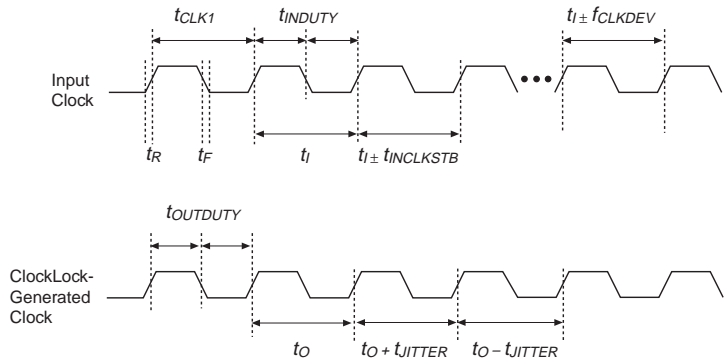 tCLK1 tINDUTY tI ± fCLKDEV
Input
Clock
tR tF tI tI ± tINCLKSTB
tOUTDUTY
ClockLock-
Generated
Clock
tO tO + tJITTER tO – tJITTER